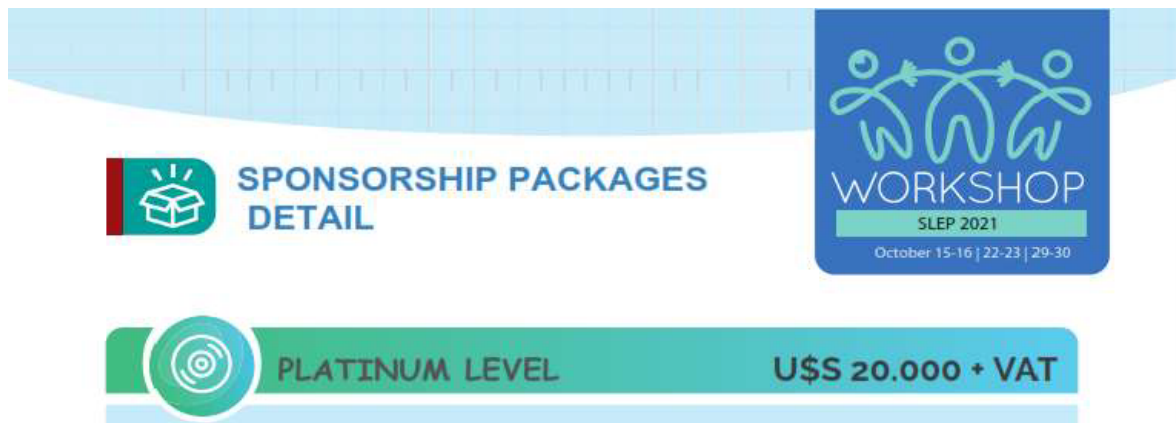 SPONSORSHIP PACKAGES
DETAIL
WORKSHOP
SLEP 2021
October 15-16 | 22-23 | 29-30
PLATINUM LEVEL
U$S 20.000 + VAT